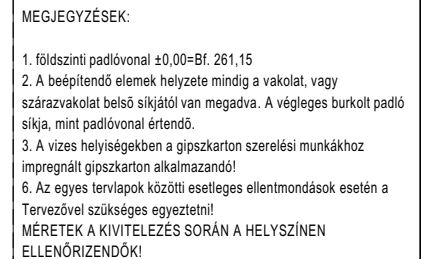 MEGJEGYZÉSEK:
1. földszinti padlóvonal ±0,00=Bf. 261,15
2. A beépítendő elemek helyzete mindig a vakolat, vagy
szárazvakolat belső síkjától van megadva. A végleges burkolt padló
síkja, mint padlóvonal értendő.
3. A vizes helyiségekben a gipszkarton szerelési munkákhoz
impregnált gipszkarton alkalmazandó!
6. Az egyes tervlapok közötti esetleges ellentmondások esetén a
Tervezővel szükséges egyeztetni!
MÉRETEK A KIVITELEZÉS SORÁN A HELYSZÍNEN
ELLENŐRIZENDŐK!